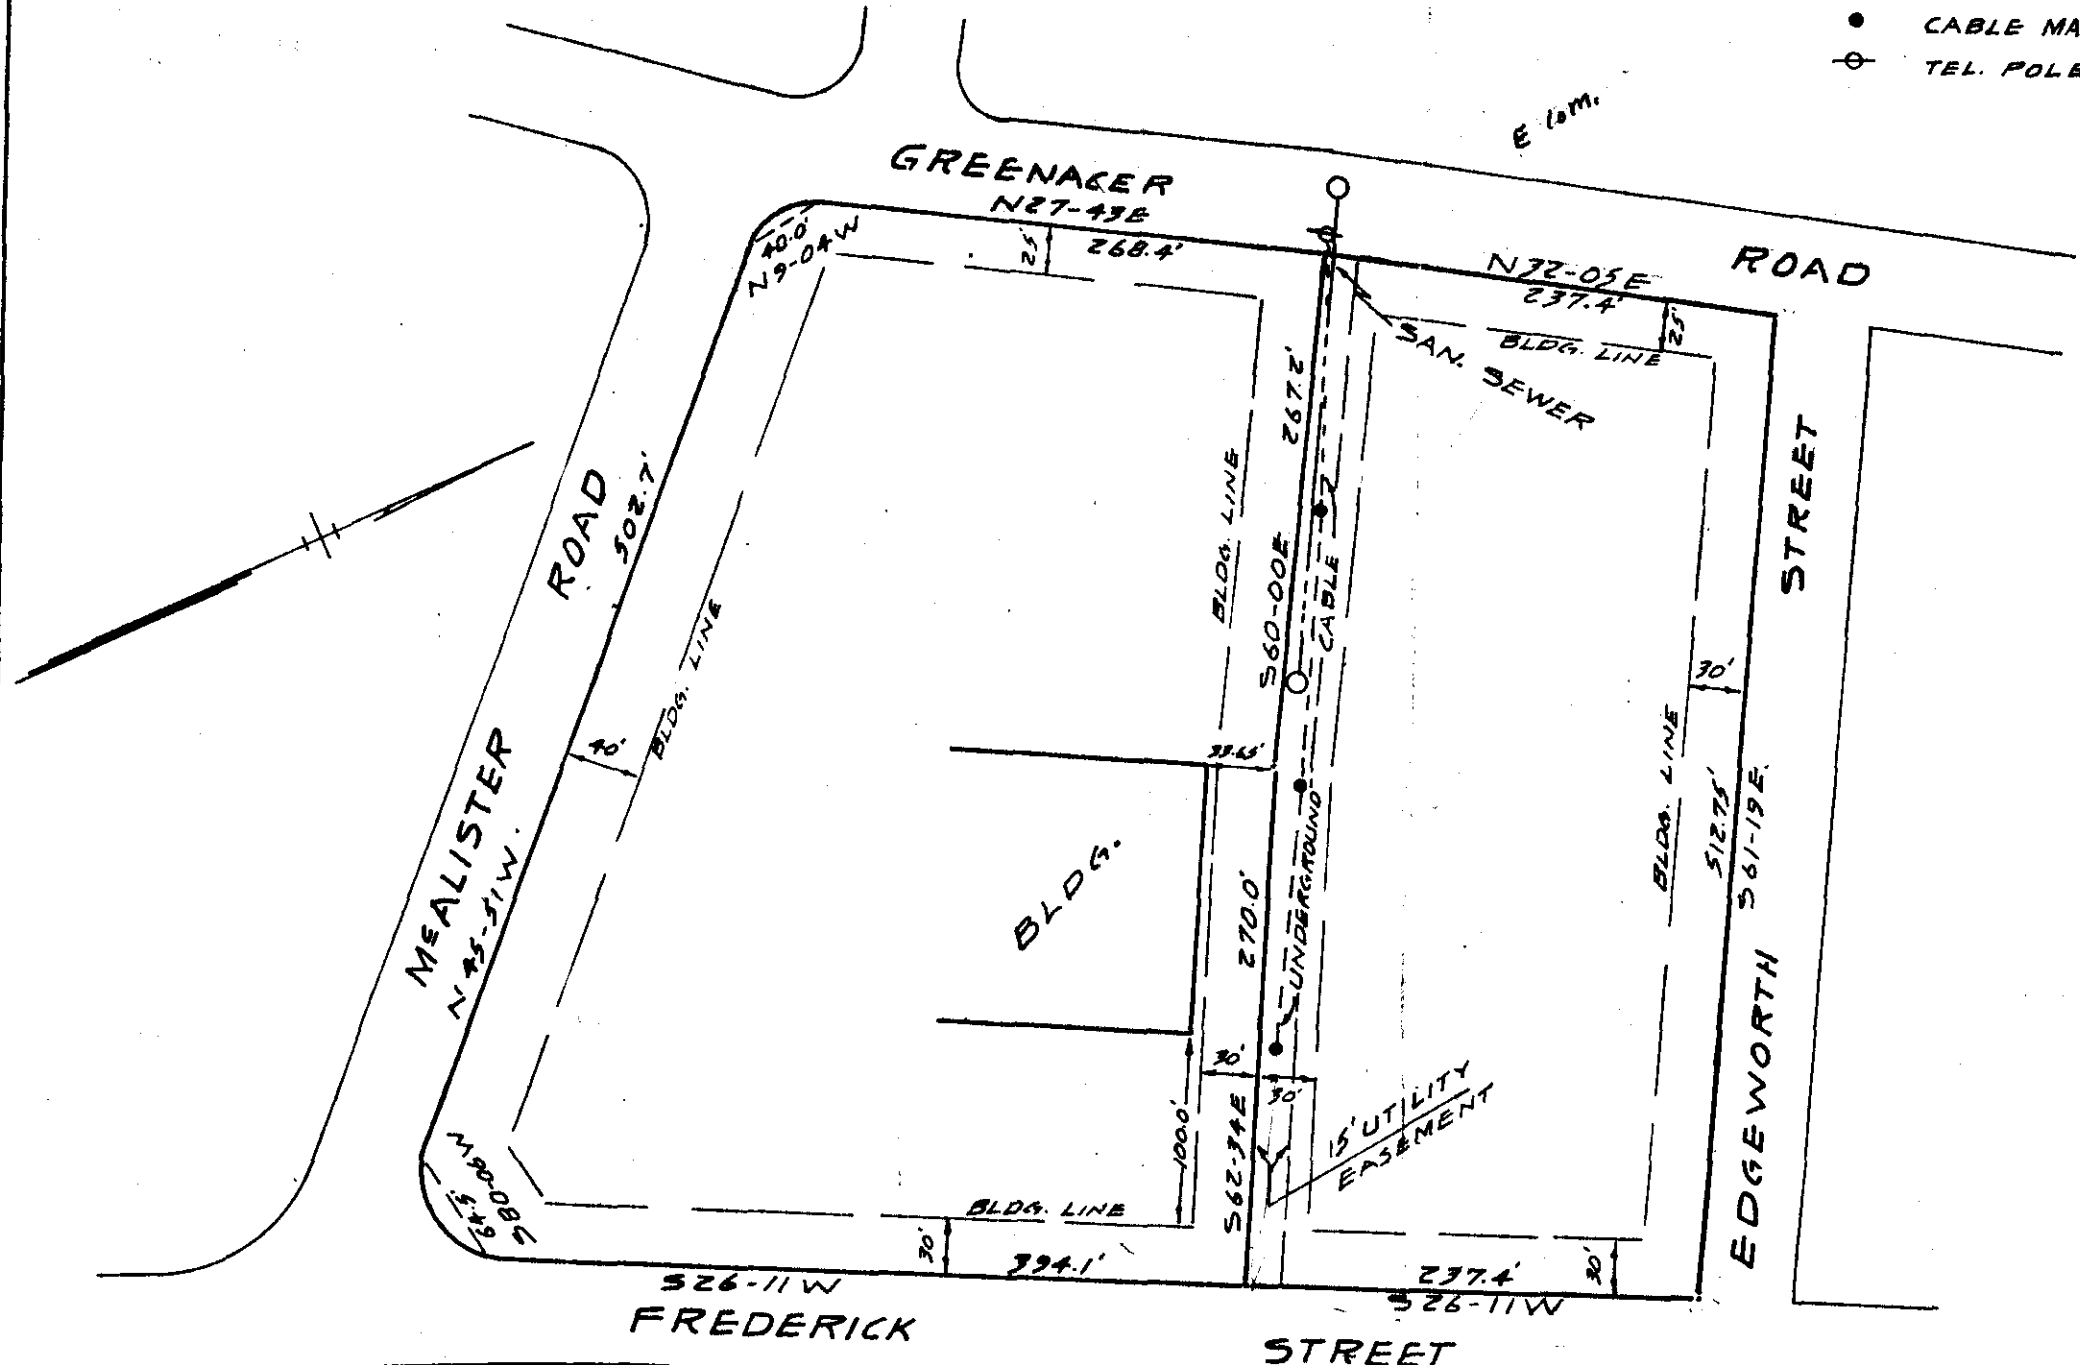 CABLE MA
TEL. POLE
E com.
GREENACER
ROAD
N27-43E
268.4'
25'
40.0'
N9-04W
N32-05E
237.4'
25'
BLDG. LINE
SAN. SEWER
267.2'
S60-00E
BLDG. LINE
CABLE
UNDERGROUND
ROAD
502.7'
BLDG. LINE
40'
McALISTER
N45-51W.
33.65'
BLDG.
270.0'
S62-34E
30'
30'
100.0'
15' UTILITY
EASEMENT
STREET
30'
BLDG. LINE
512.75'
S61-19E.
EDGEWORTH
64.5'
S80-06W
BLDG. LINE
30'
394.1'
S26-11W
237.4'
30'
S26-11W
FREDERICK
STREET